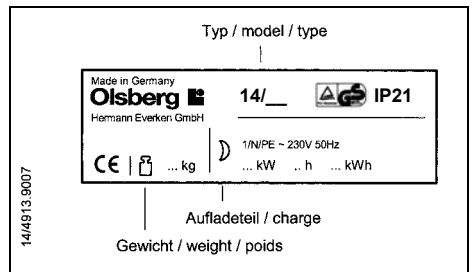 Typ / model / type
Made in Germany
Olsberg
Hermann Everken GmbH
14/__
GS
IP21
1/N/PE ~ 230V 50Hz
CE
... kg
... kW .. h ... kWh
Aufladeteil / charge
Gewicht / weight / poids
14/4913.9007